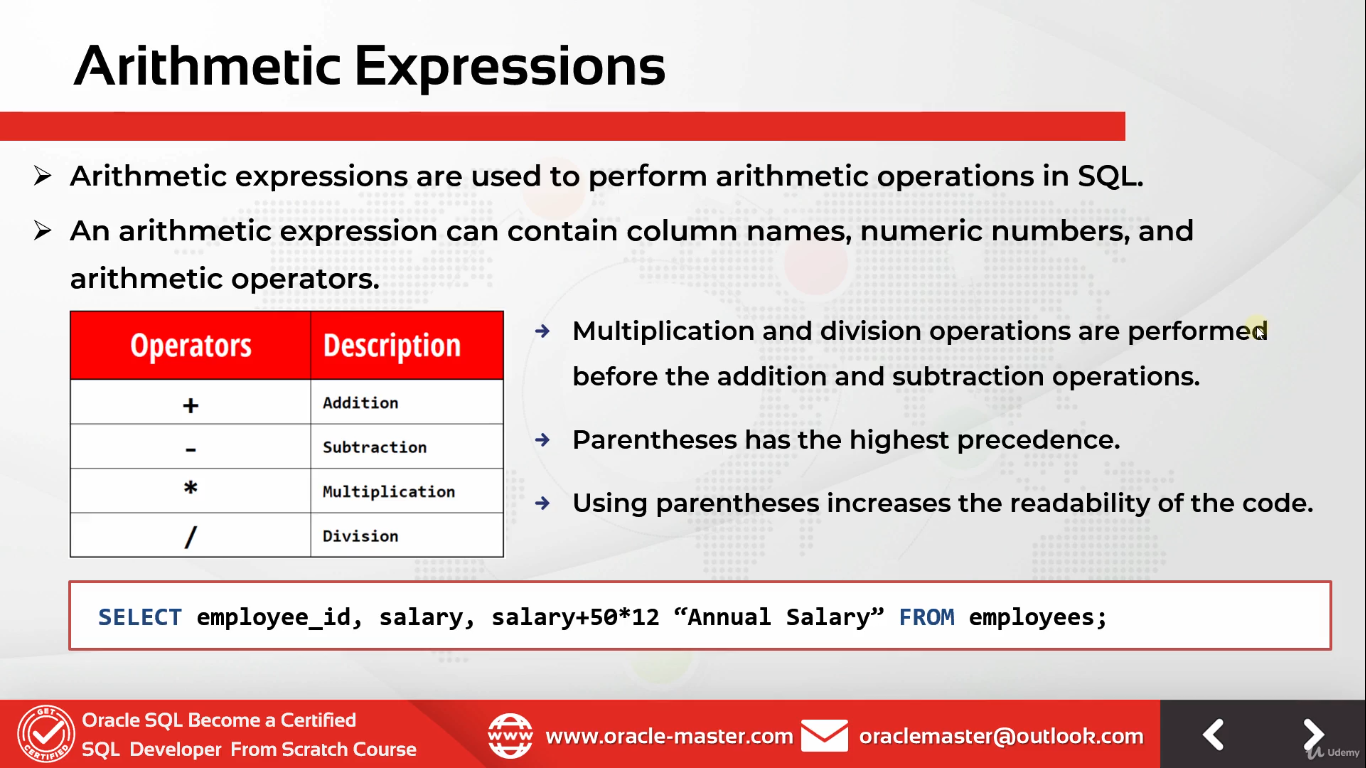 Arithmetic Expressions
➢ Arithmetic expressions are used to perform arithmetic operations in SQL.
➢ An arithmetic expression can contain column names, numeric numbers, and
arithmetic operators.
Operators Description
+ Addition
- Subtraction
* Multiplication
/ Division
→ Multiplication and division operations are performed
before the addition and subtraction operations.
→ Parentheses has the highest precedence.
→ Using parentheses increases the readability of the code.
SELECT employee_id, salary, salary+50*12 “Annual Salary” FROM employees;
GET CERTIFIED
Oracle SQL Become a Certified
SQL Developer From Scratch Course
WWW
www.oracle-master.com
oraclemaster@outlook.com
Udemy